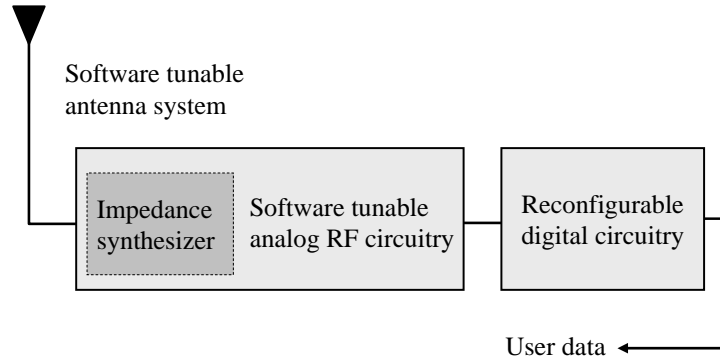 Software tunable
antenna system
Impedance
synthesizer
Software tunable
analog RF circuitry
Reconfigurable
digital circuitry
User data